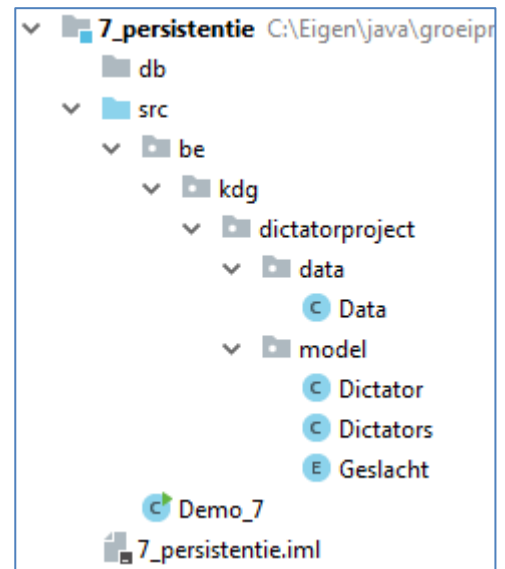 7_persistentie C:\Eigen\java\groeipr
db
src
be
kdg
dictatorproject
data
C Data
model
C Dictator
C Dictators
E Geslacht
C Demo_7
7_persistentie.iml